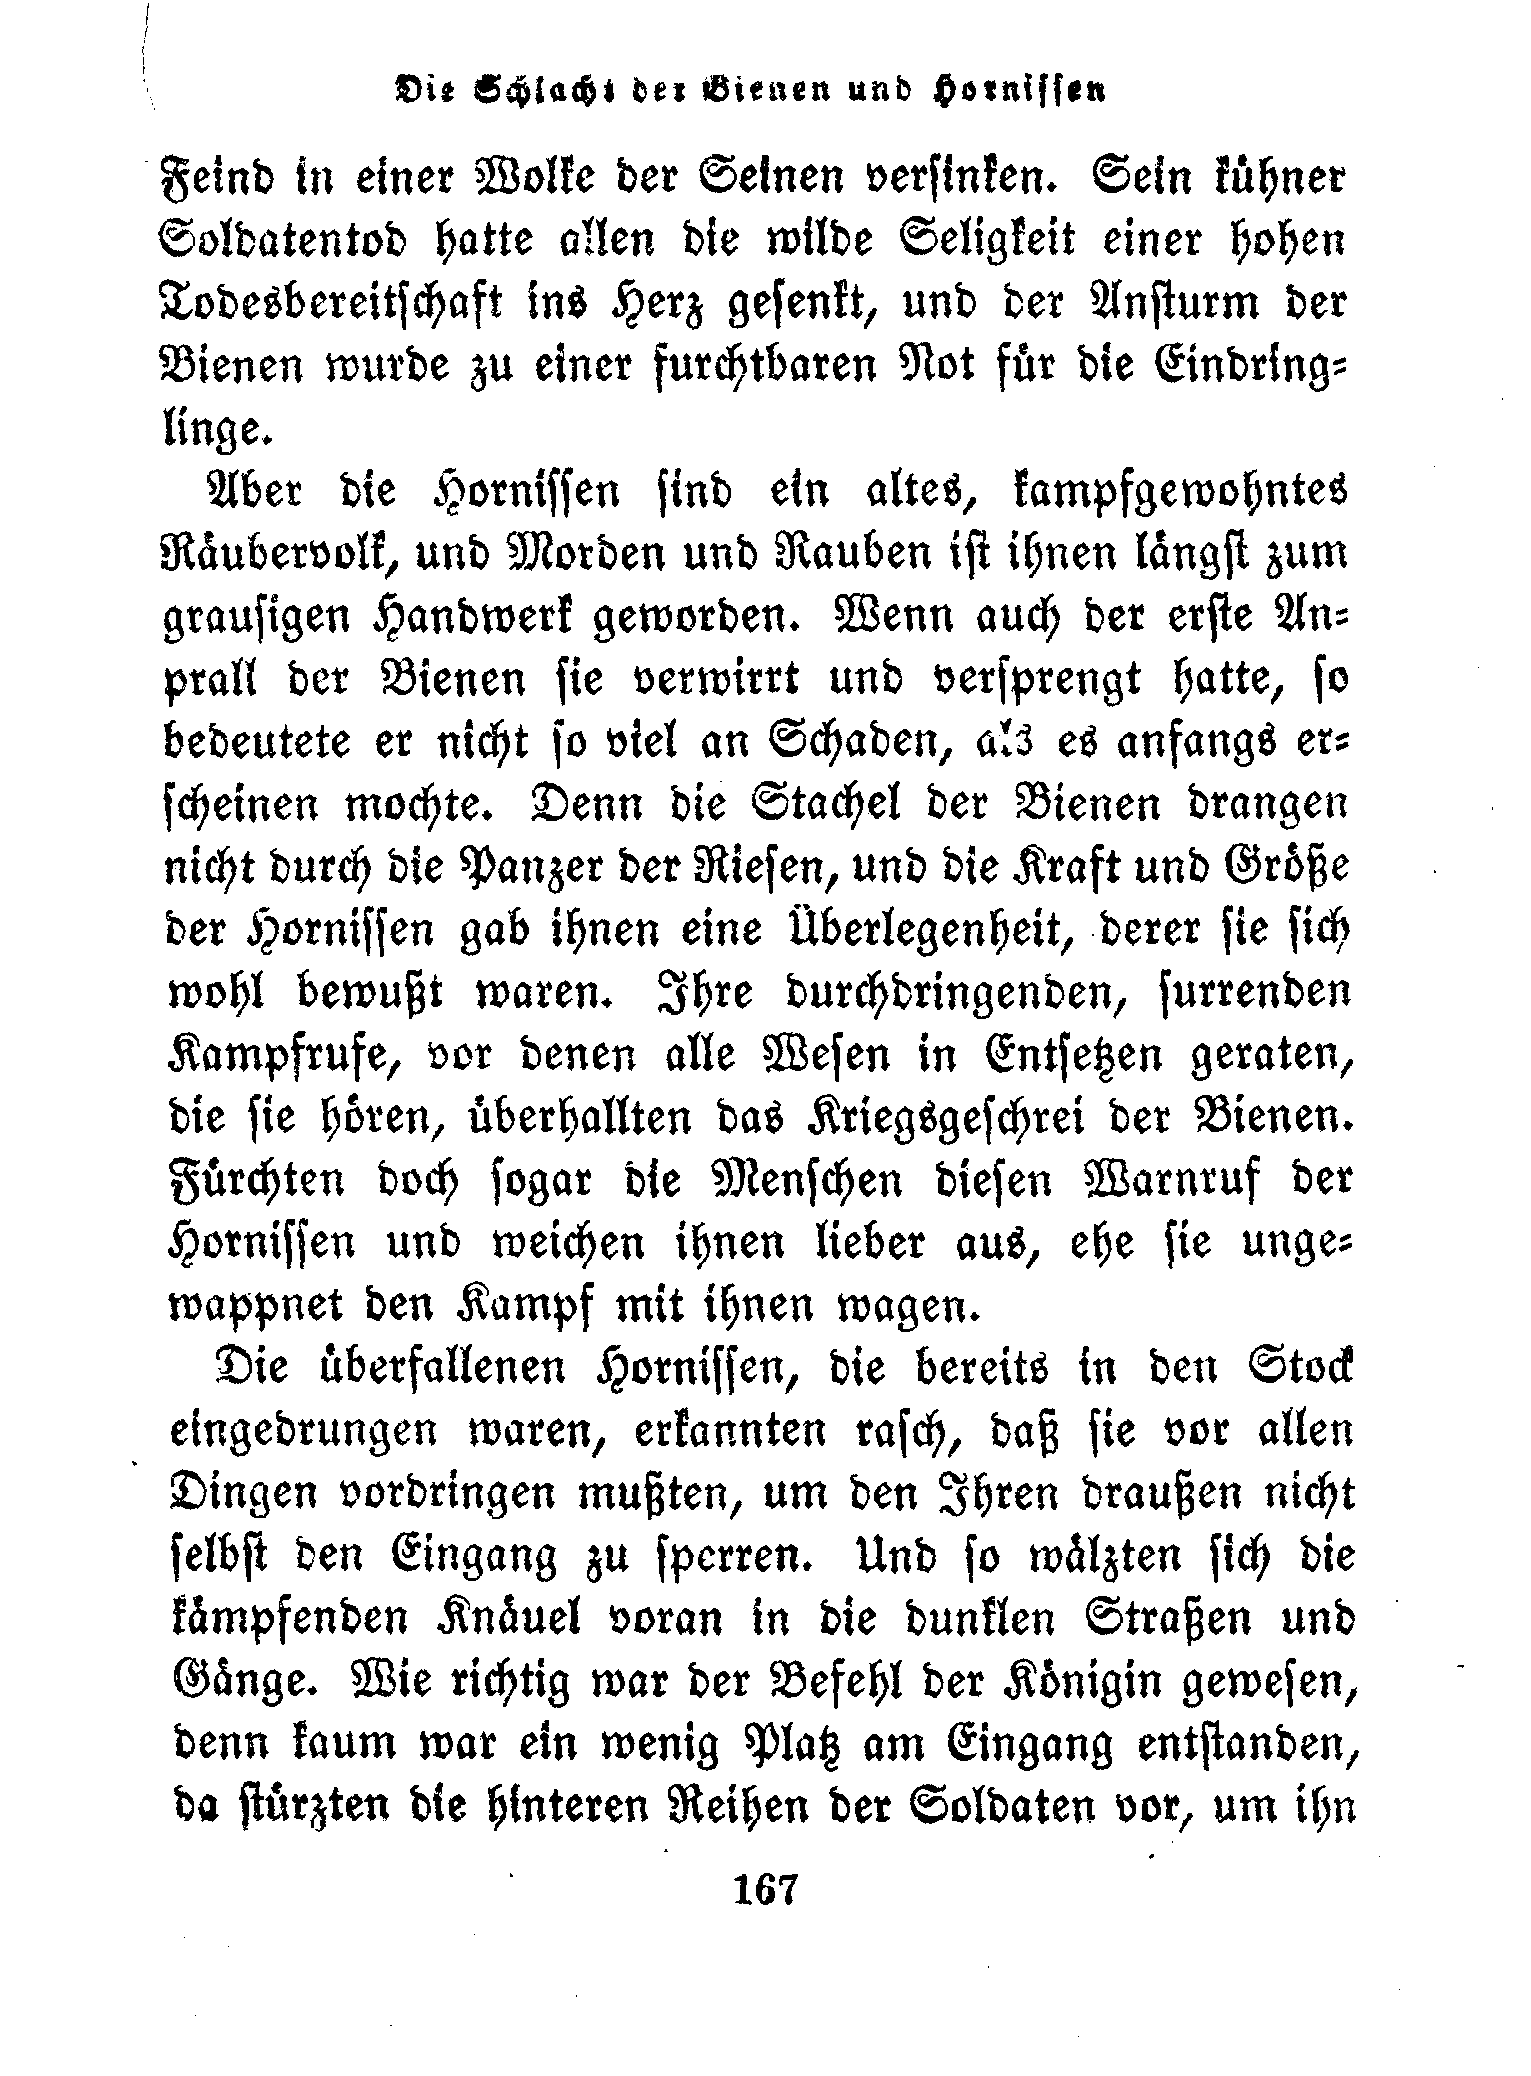 Die Schlacht der Bienen und Hornissen
Feind in einer Wolke der Seinen versinken. Sein kühner
Soldatentod hatte allen die wilde Seligkeit einer hohen
Todesbereitschaft ins Herz gesenkt, und der Ansturm der
Bienen wurde zu einer furchtbaren Not für die Eindring-
linge.
Aber die Hornissen sind ein altes, kampfgewohntes
Räubervolk, und Morden und Rauben ist ihnen längst zum
grausigen Handwerk geworden. Wenn auch der erste An-
prall der Bienen sie verwirrt und versprengt hatte, so
bedeutete er nicht so viel an Schaden, als es anfangs er-
scheinen mochte. Denn die Stachel der Bienen drangen
nicht durch die Panzer der Riesen, und die Kraft und Größe
der Hornissen gab ihnen eine Überlegenheit, derer sie sich
wohl bewußt waren. Ihre durchdringenden, surrenden
Kampfrufe, vor denen alle Wesen in Entsetzen geraten,
die sie hören, überhallten das Kriegsgeschrei der Bienen.
Fürchten doch sogar die Menschen diesen Warnruf der
Hornissen und weichen ihnen lieber aus, ehe sie unge-
wappnet den Kampf mit ihnen wagen.
Die überfallenen Hornissen, die bereits in den Stock
eingedrungen waren, erkannten rasch, daß sie vor allen
Dingen vordringen mußten, um den Ihren draußen nicht
selbst den Eingang zu sperren. Und so wälzten sich die
kämpfenden Knäuel voran in die dunklen Straßen und
Gänge. Wie richtig war der Befehl der Königin gewesen,
denn kaum war ein wenig Platz am Eingang entstanden,
da stürzten die hinteren Reihen der Soldaten vor, um ihn
167